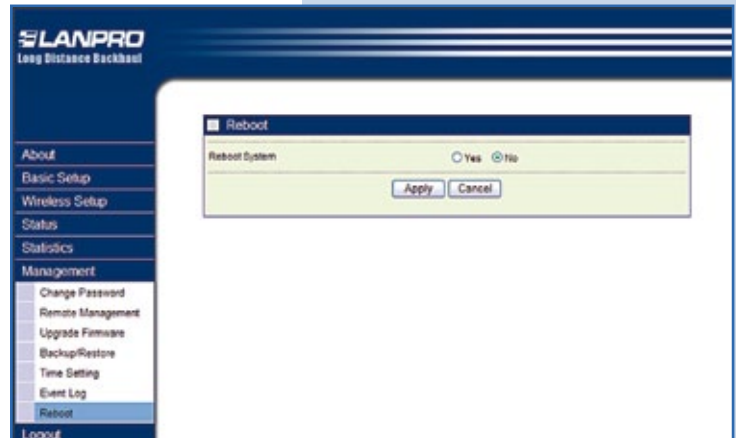 LANPRO
Long Distance Backhaul
About
Basic Setup
Wireless Setup
Status
Statistics
Management
Change Password
Remote Management
Upgrade Firmware
Backup/Restore
Time Setting
Event Log
Reboot
Logout
Reboot
Reboot System Yes No
Apply Cancel